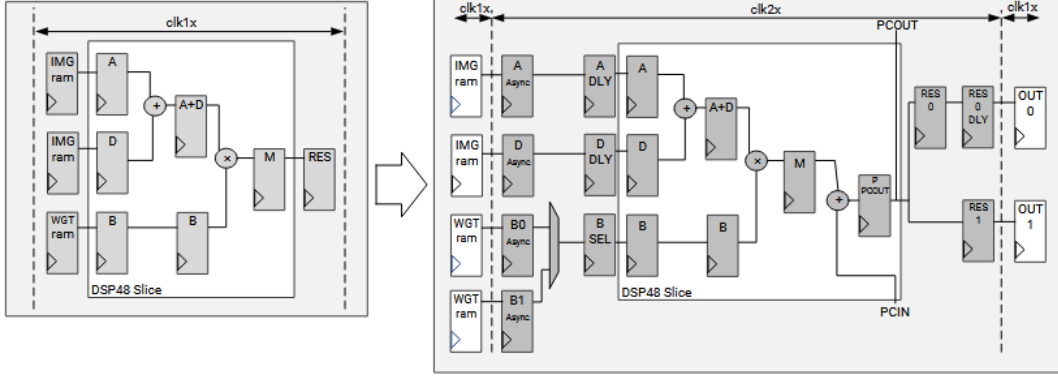 clk1x
IMG
ram
A
A+D
IMG
ram
D
M
RES
WGT
ram
B
B
DSP48 Slice
clk1x
clk2x
clk1x
PCOUT
IMG
ram
A
Async
A
DLY
A
A+D
RES
0
RES
0
DLY
OUT
0
IMG
ram
D
Async
D
DLY
D
M
P
PCOUT
WGT
ram
B0
Async
B
SEL
B
B
RES
1
OUT
1
WGT
ram
B1
Async
DSP48 Slice
PCIN